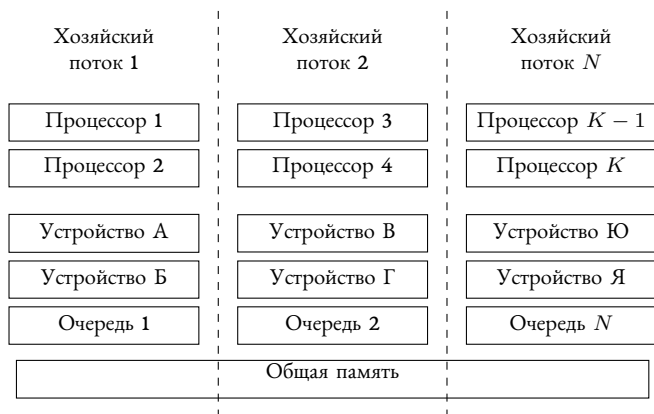 Хозяйский
поток 1
Хозяйский
поток 2
Хозяйский
поток N
Процессор 1
Процессор 3
Процессор K − 1
Процессор 2
Процессор 4
Процессор K
Устройство А
Устройство В
Устройство Ю
Устройство Б
Устройство Г
Устройство Я
Очередь 1
Очередь 2
Очередь N
Общая память